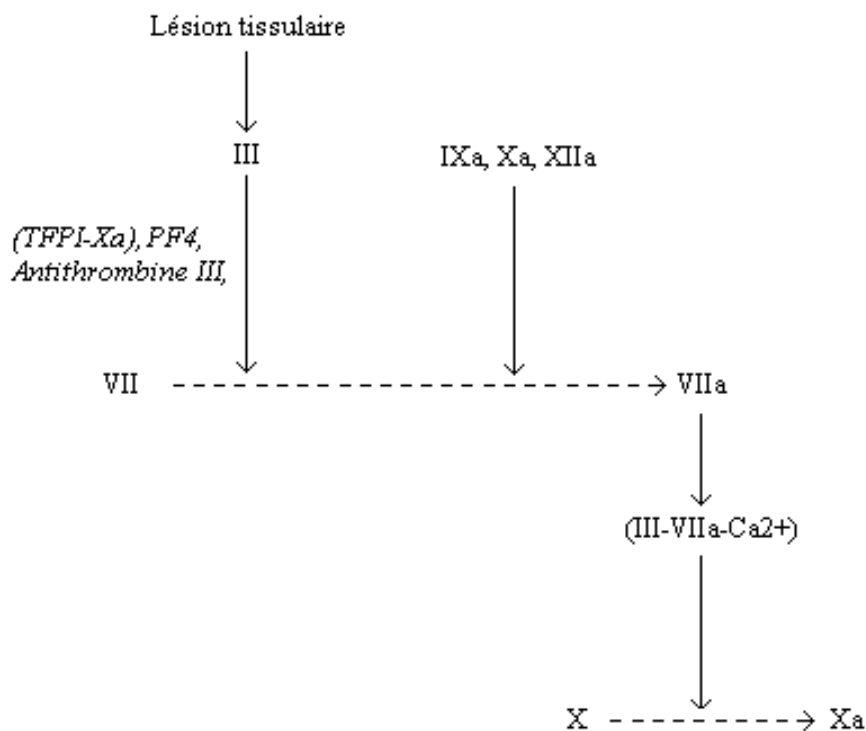 Lésion tissulaire
III
IXa, Xa, XIIa
(TFPI-Xa), PF4,
Antithrombine III,
VII
VIIa
(III-VIIa-Ca2+)
X
Xa